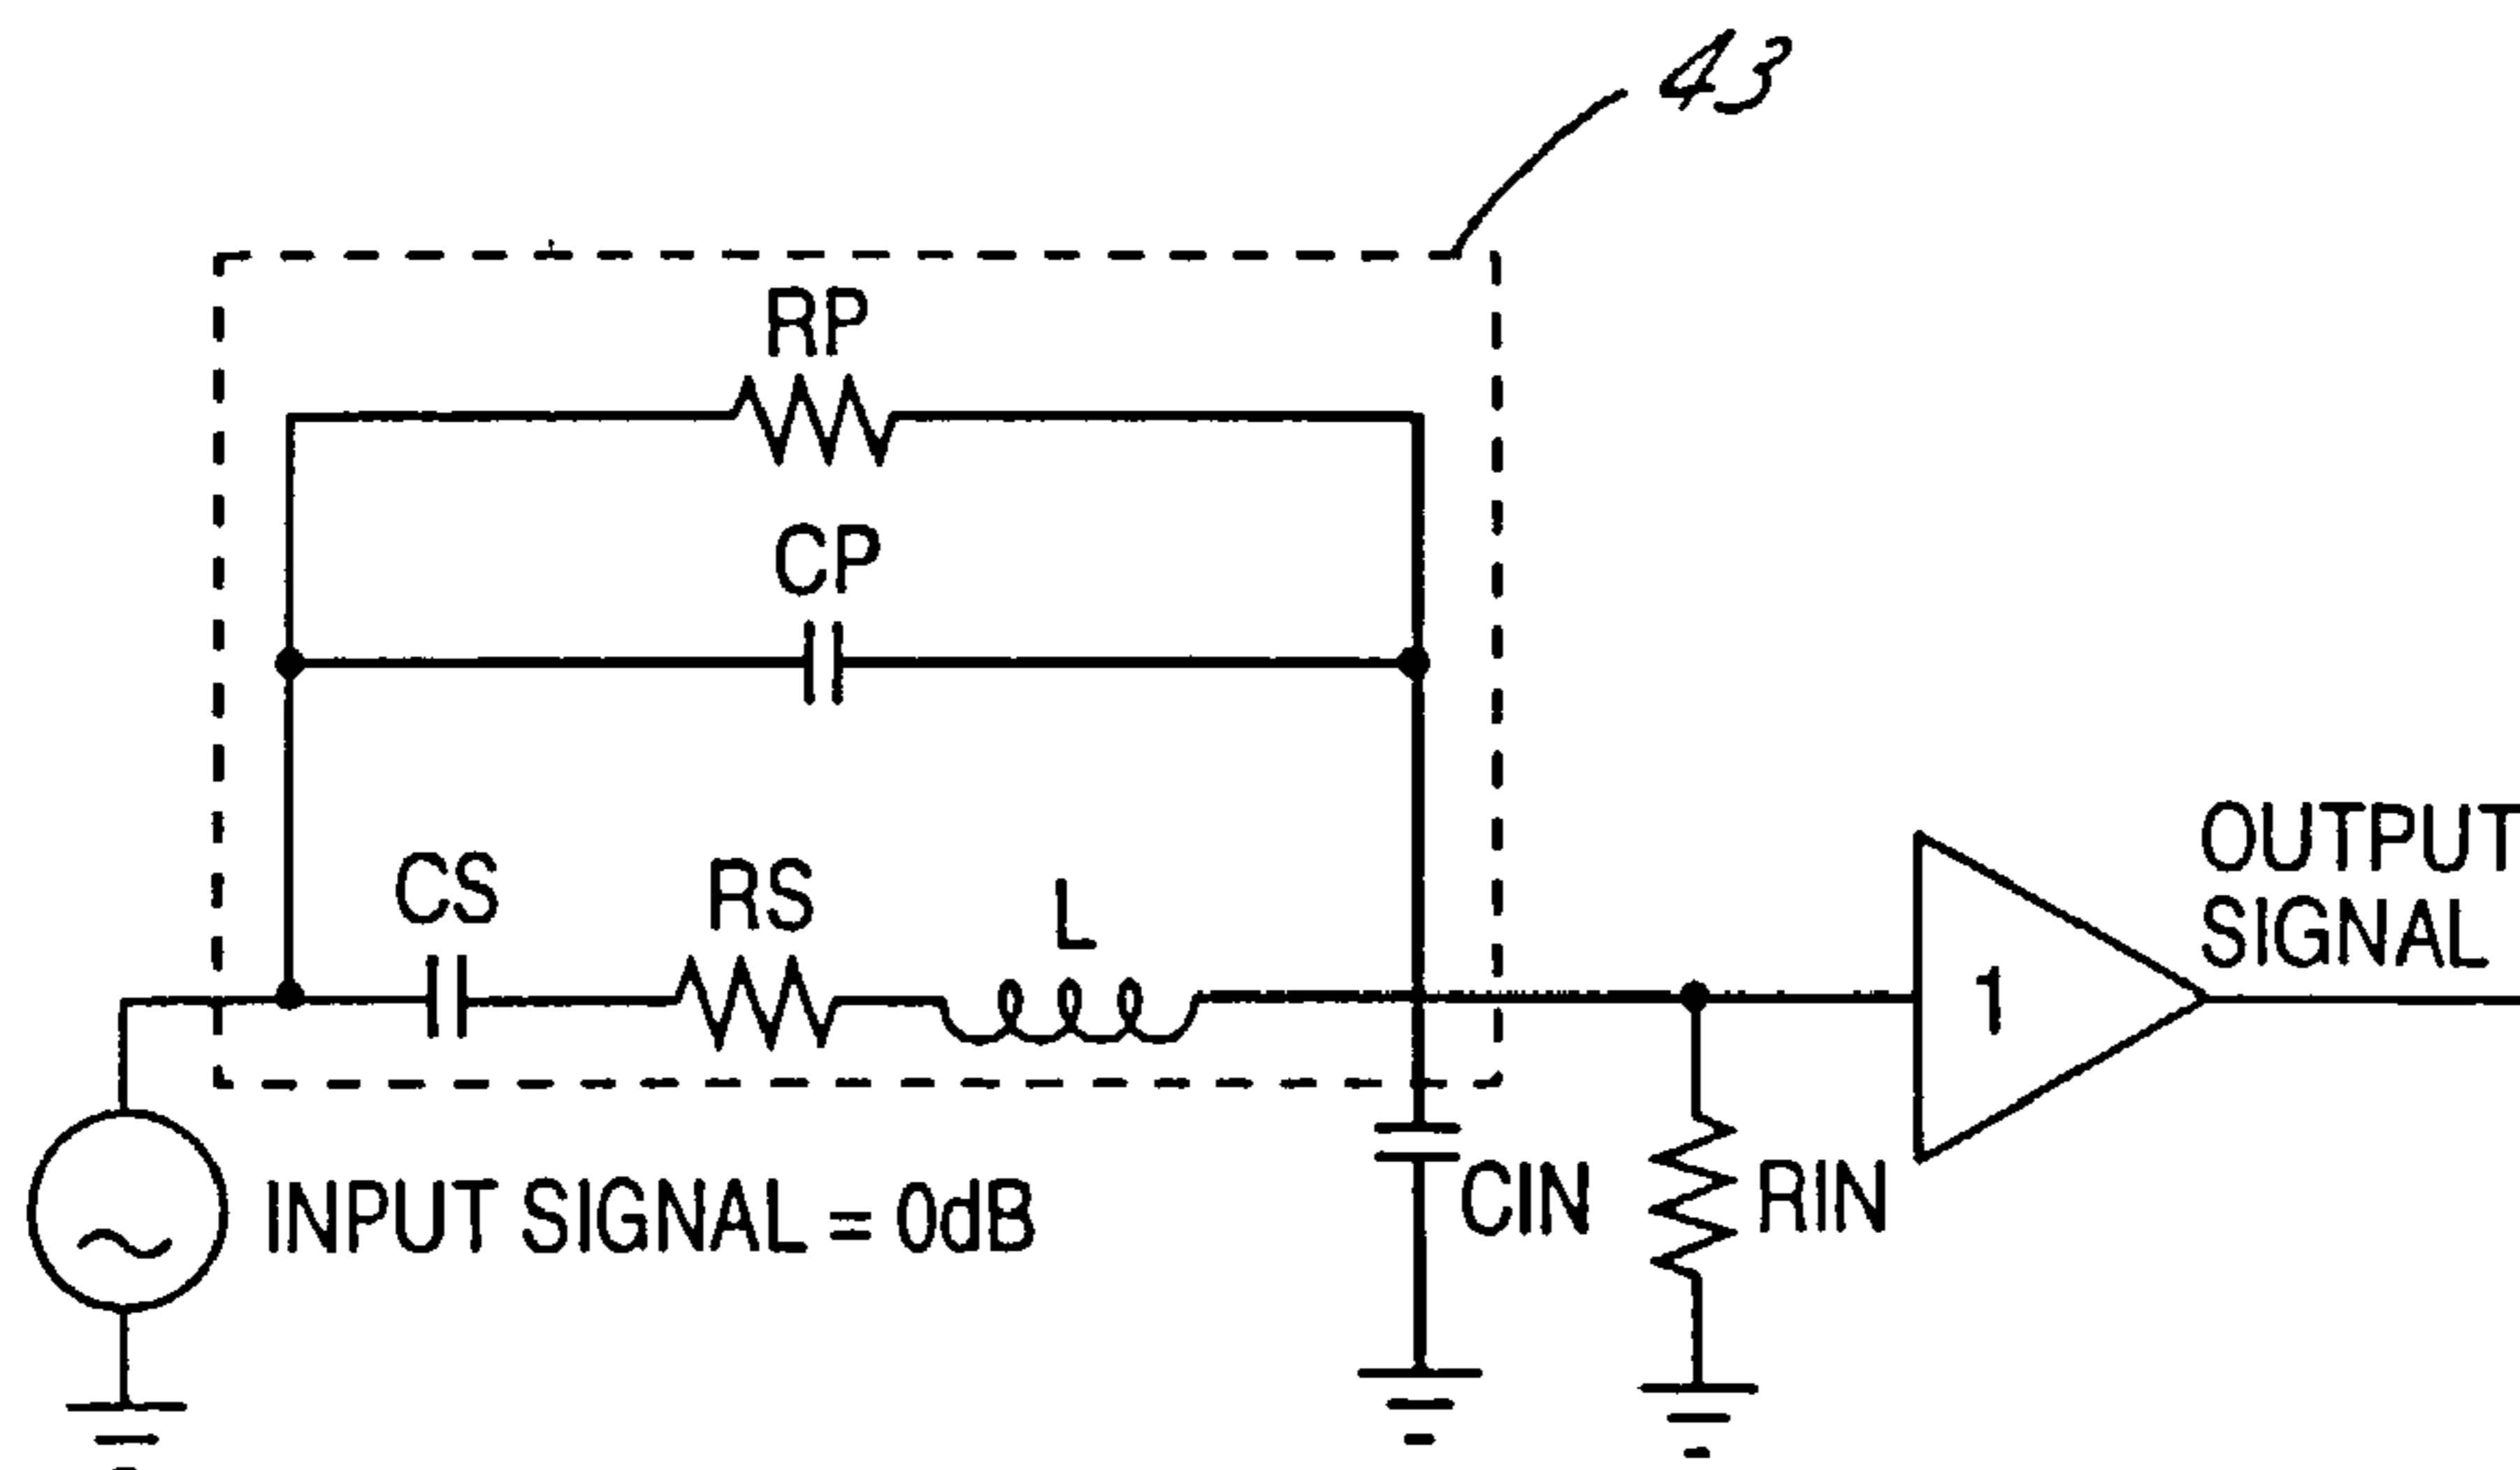 43
RP
CP
CS
RS
L
OUTPUT
SIGNAL
1
INPUT SIGNAL = 0dB
CIN
RIN